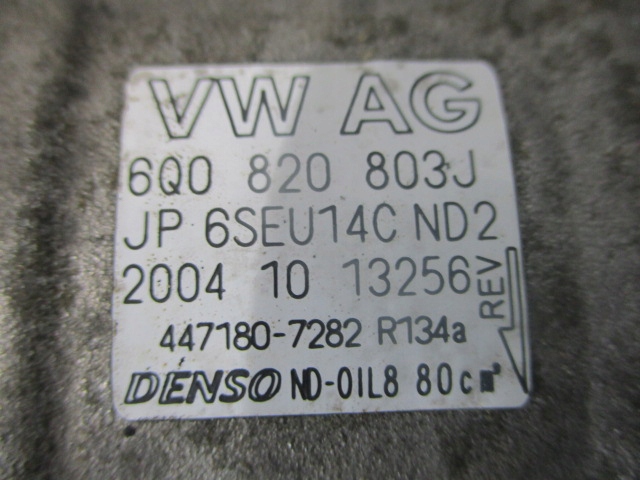 VW AG
6Q0 820 803J
JP 6SEU14C ND2
2004 10 13256
REV
447180-7282 R134a
DENSO ND-OIL8 80cm³